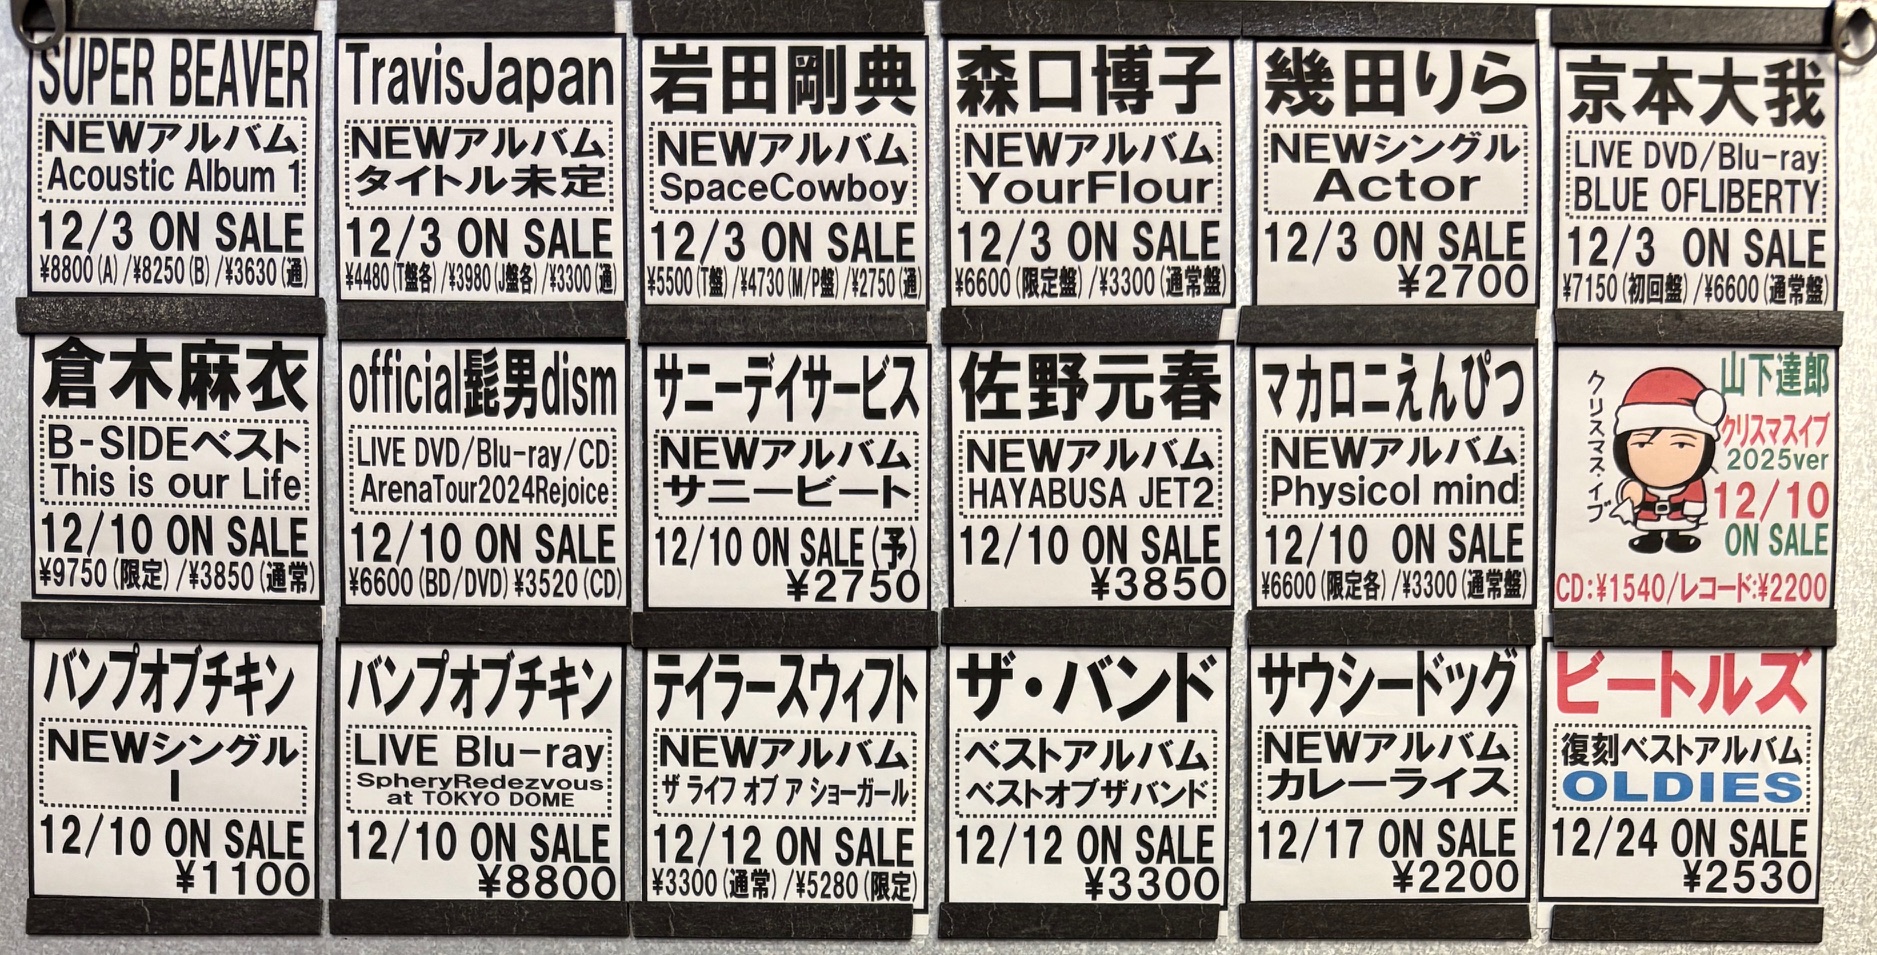 SUPER BEAVER
NEWアルバム
Acoustic Album 1
12/3 ON SALE
¥8800(A)/¥8250(B)/¥3630(通)
TravisJapan
NEWアルバム
タイトル未定
12/3 ON SALE
¥4480(T盤各)/¥3980(J盤各)/¥3300(通)
岩田剛典
NEWアルバム
SpaceCowboy
12/3 ON SALE
¥5500(T盤)/¥4730(M/P盤)/¥2750(通)
森口博子
NEWアルバム
YourFlour
12/3 ON SALE
¥6600(限定盤)/¥3300(通常盤)
幾田りら
NEWシングル
Actor
12/3 ON SALE
¥2700
京本大我
LIVE DVD/Blu-ray
BLUE OFLIBERTY
12/3 ON SALE
¥7150(初回盤)/¥6600(通常盤)
倉木麻衣
B-SIDEベスト
This is our Life
12/10 ON SALE
¥9750(限定)/¥3850(通常)
official髭男dism
LIVE DVD/Blu-ray/CD
ArenaTour2024Rejoice
12/10 ON SALE
¥6600(BD/DVD)¥3520(CD)
サニーデイサービス
NEWアルバム
サニービート
12/10 ON SALE(予)
¥2750
佐野元春
NEWアルバム
HAYABUSA JET2
12/10 ON SALE
¥3850
マカロニえんぴつ
NEWアルバム
Physicol mind
12/10 ON SALE
¥6600(限定各)/¥3300(通常盤)
クリスマス・イブ
山下達郎
クリスマスイブ
2025ver
12/10
ON SALE
CD:¥1540/レコード:¥2200
バンプオブチキン
NEWシングル
I
12/10 ON SALE
¥1100
バンプオブチキン
LIVE Blu-ray
SpheryRedezvous
at TOKYO DOME
12/10 ON SALE
¥8800
テイラースウィフト
NEWアルバム
ザ ライフ オブ ア ショーガール
12/12 ON SALE
¥3300(通常)/¥5280(限定)
ザ・バンド
ベストアルバム
ベストオブザバンド
12/12 ON SALE
¥3300
サウシードッグ
NEWアルバム
カレーライス
12/17 ON SALE
¥2200
ビートルズ
復刻ベストアルバム
OLDIES
12/24 ON SALE
¥2530